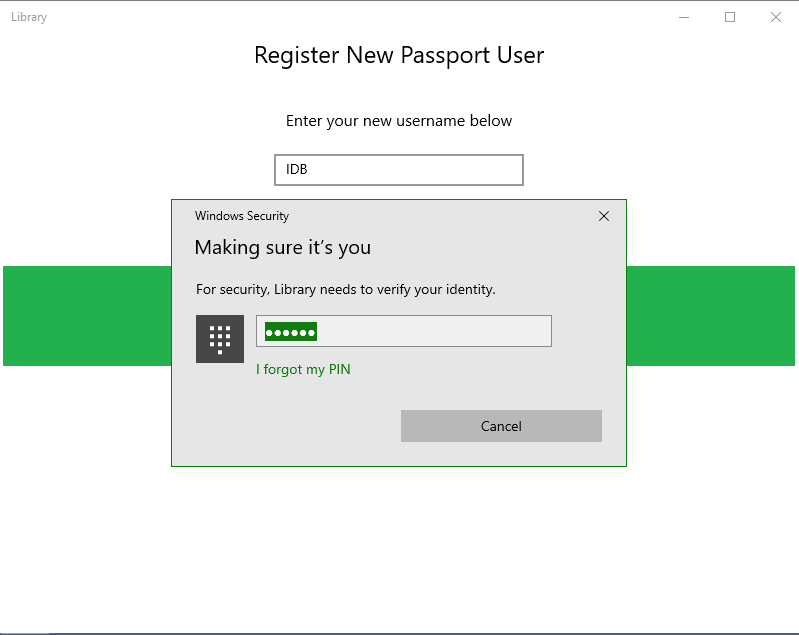 Library
Register New Passport User
Enter your new username below
IDB
Windows Security
Making sure it's you
For security, Library needs to verify your identity.
●●●●●●
I forgot my PIN
Cancel